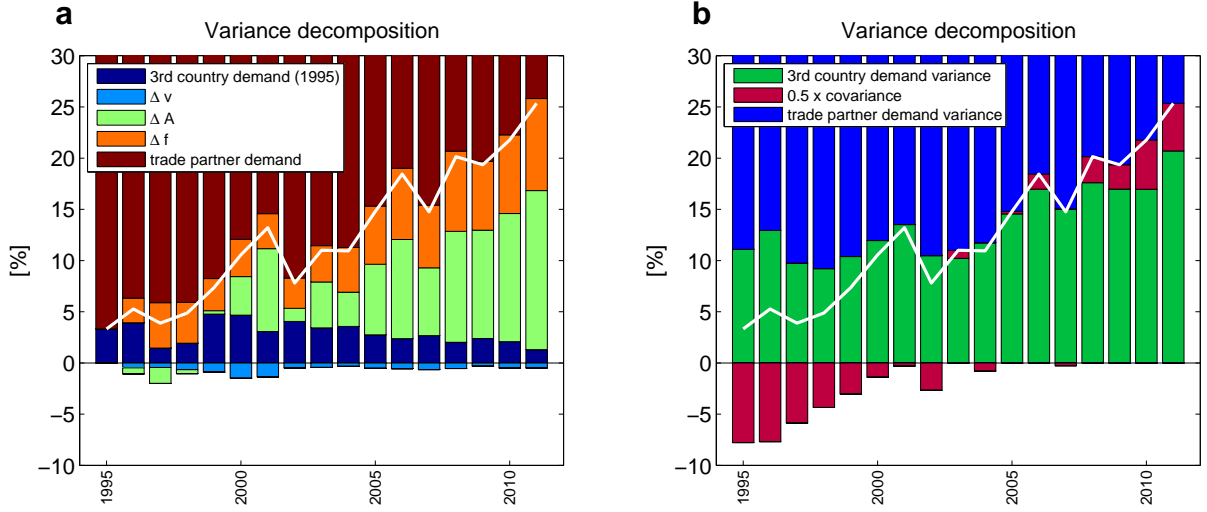 a
Variance decomposition
30
25
20
15
10
5
0
−5
−10
[%]
3rd country demand (1995)
Δ v
Δ A
Δ f
trade partner demand
1995
2000
2005
2010
b
Variance decomposition
30
25
20
15
10
5
0
−5
−10
[%]
3rd country demand variance
0.5 x covariance
trade partner demand variance
1995
2000
2005
2010